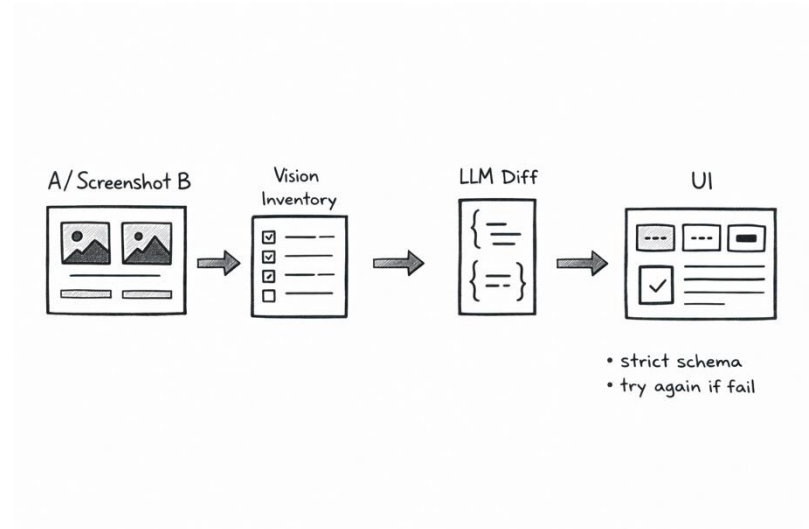 A/Screenshot B
Vision
Inventory
LLM Diff
UI
• strict schema
• try again if fail